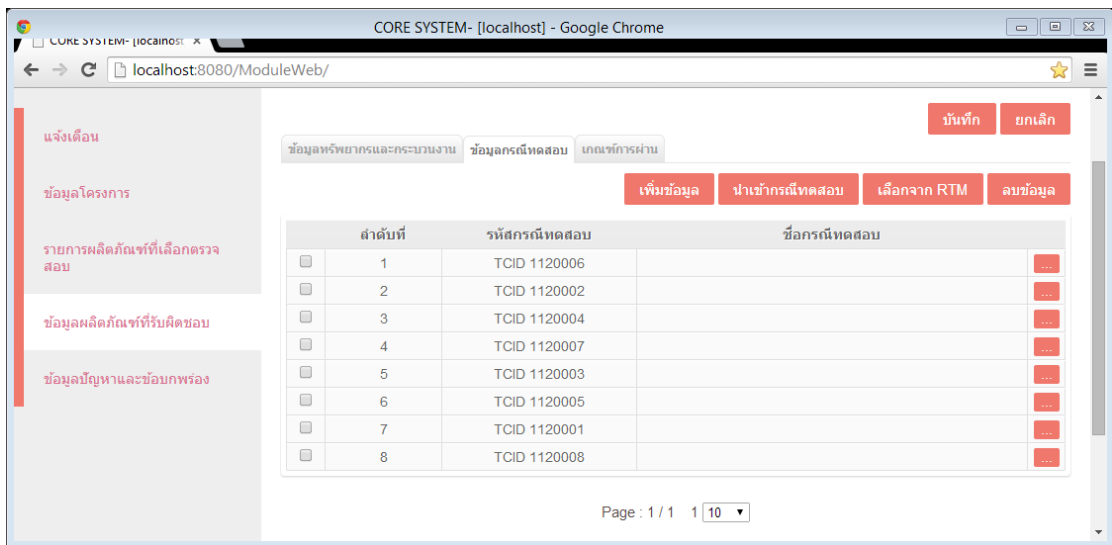 CORE SYSTEM- [localhost] - Google Chrome
CORE SYSTEM- [localhost ×
localhost:8080/ModuleWeb/
แจ้งเตือน
ข้อมูลโครงการ
รายการผลิตภัณฑ์ที่เลือกตรวจ
สอบ
ข้อมูลผลิตภัณฑ์ที่รับผิดชอบ
ข้อมูลปัญหาและข้อบกพร่อง
บันทึก ยกเลิก
ข้อมูลทรัพยากรและกระบวนงาน ข้อมูลกรณีทดสอบ เกณฑ์การผ่าน
เพิ่มข้อมูล นำเข้ากรณีทดสอบ เลือกจาก RTM ลบข้อมูล
ลำดับที่ รหัสกรณีทดสอบ ชื่อกรณีทดสอบ
1 TCID 1120006 ...
2 TCID 1120002 ...
3 TCID 1120004 ...
4 TCID 1120007 ...
5 TCID 1120003 ...
6 TCID 1120005 ...
7 TCID 1120001 ...
8 TCID 1120008 ...
Page : 1 / 1 1 10